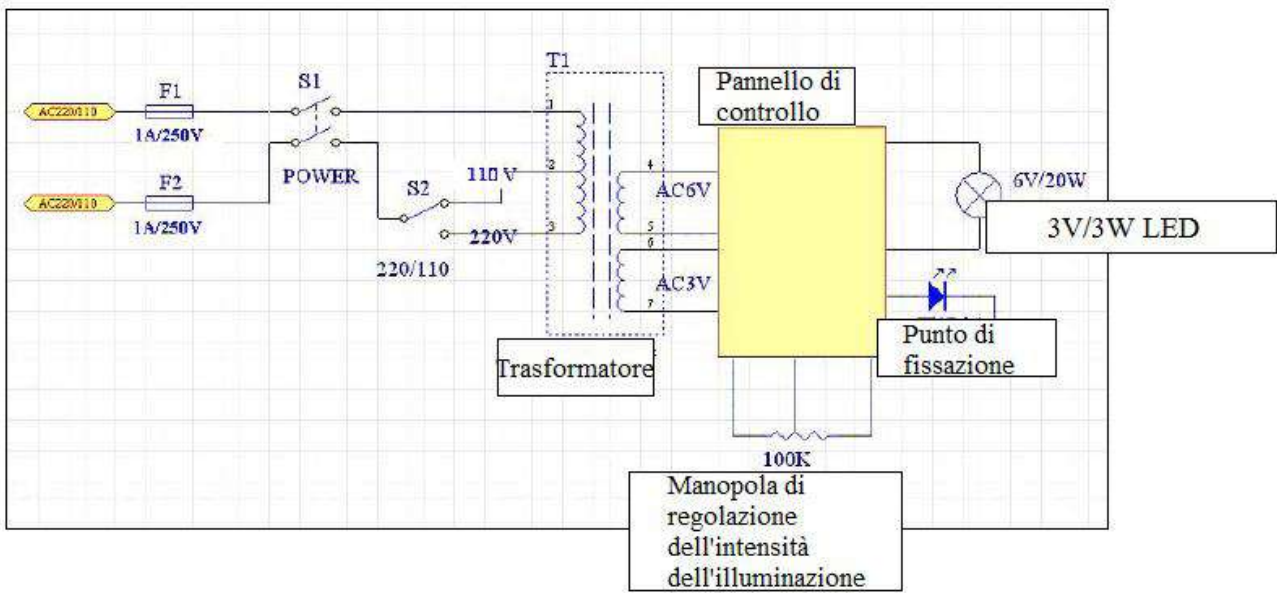 AC220/110
F1
1A/250V
S1
POWER
AC220/110
F2
1A/250V
S2
110 V
220V
220/110
T1
1
2
3
4
5
6
7
AC6V
AC3V
Trasformatore
Pannello di
controllo
6V/20W
3V/3W LED
Punto di
fissazione
100K
Manopola di
regolazione
dell'intensità
dell'illuminazione